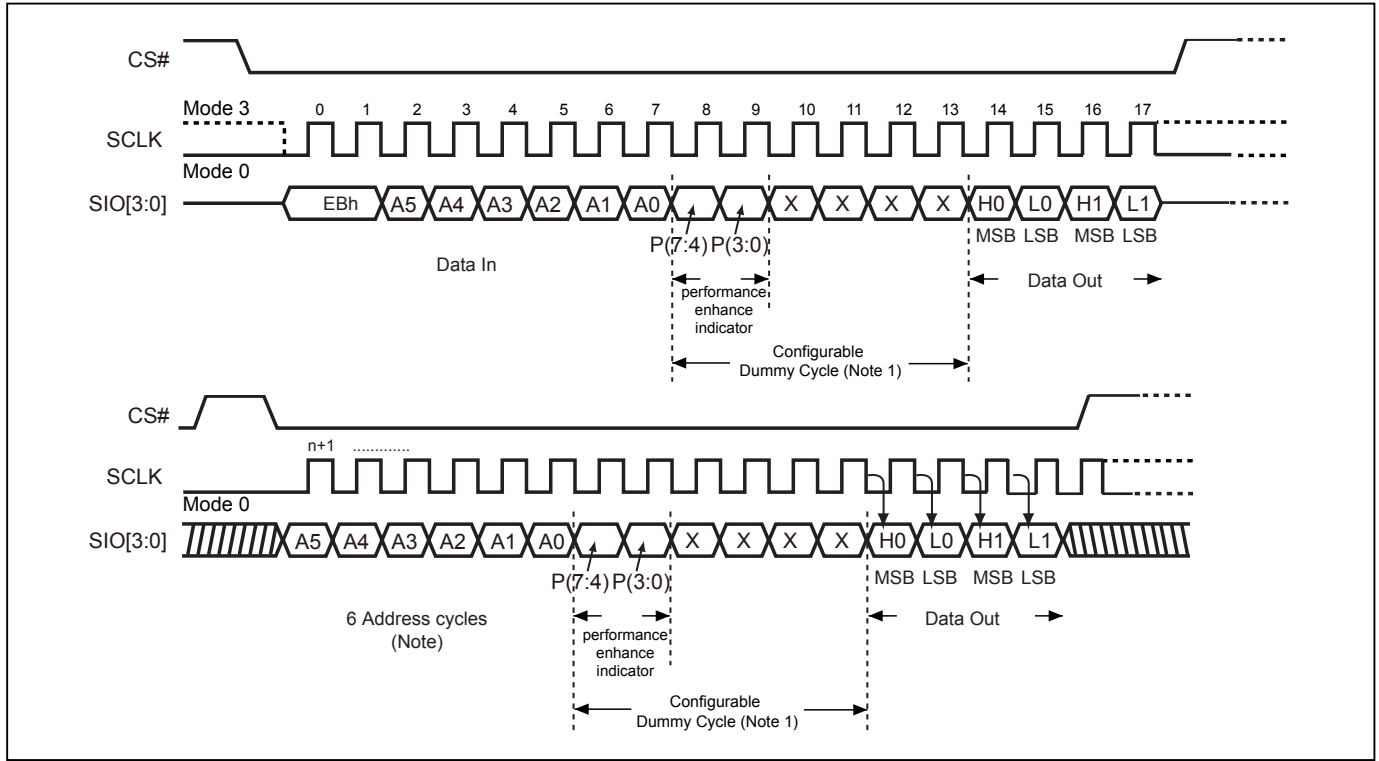 CS#
Mode 3
0 1 2 3 4 5 6 7 8 9 10 11 12 13 14 15 16 17
SCLK
Mode 0
SIO[3:0]
EBh A5 A4 A3 A2 A1 A0 X X X X H0 L0 H1 L1
P(7:4) P(3:0)
MSB LSB MSB LSB
Data In
Data Out
performance
enhance
indicator
Configurable
Dummy Cycle (Note 1)
CS#
n+1 .............
SCLK
Mode 0
SIO[3:0]
A5 A4 A3 A2 A1 A0 X X X X H0 L0 H1 L1
P(7:4) P(3:0)
MSB LSB MSB LSB
6 Address cycles
(Note)
Data Out
performance
enhance
indicator
Configurable
Dummy Cycle (Note 1)